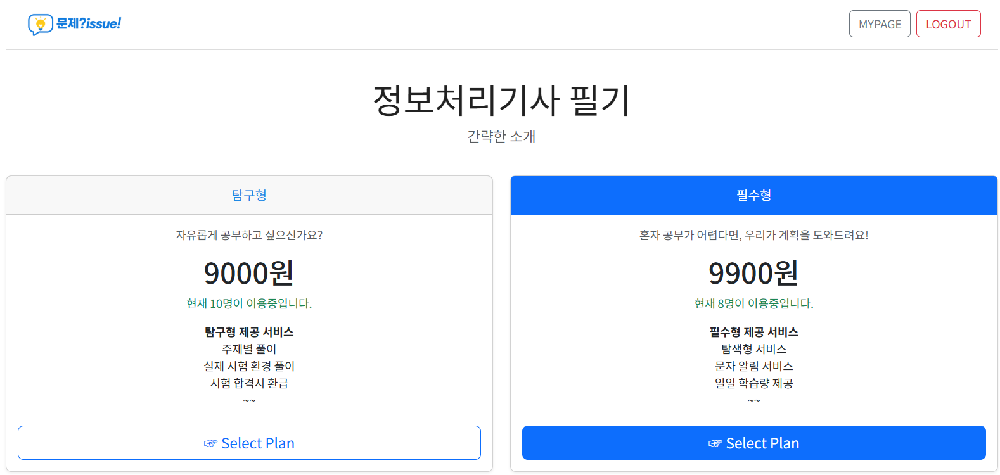 문제?issue!
MYPAGE
LOGOUT
정보처리기사 필기
간략한 소개
탐구형
자유롭게 공부하고 싶으신가요?
9000원
현재 10명이 이용중입니다.
탐구형 제공 서비스
주제별 풀이
실제 시험 환경 풀이
시험 합격시 환급
~~
☞ Select Plan
필수형
혼자 공부가 어렵다면, 우리가 계획을 도와드려요!
9900원
현재 8명이 이용중입니다.
필수형 제공 서비스
탐색형 서비스
문자 알림 서비스
일일 학습량 제공
~~
☞ Select Plan